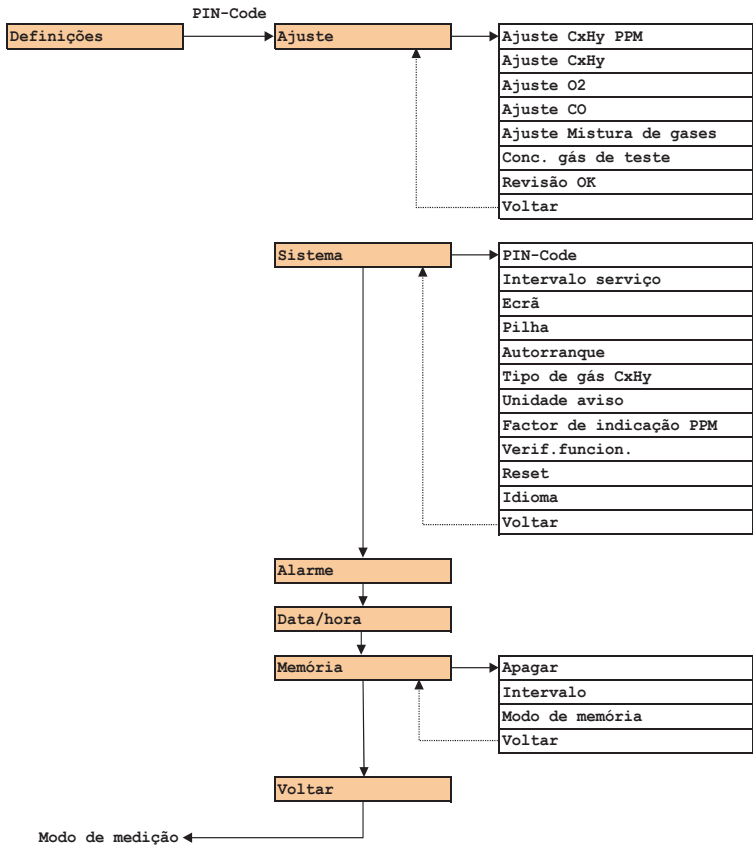 PIN-Code
Definições
Ajuste
Ajuste CxHy PPM
Ajuste CxHy
Ajuste O2
Ajuste CO
Ajuste Mistura de gases
Conc. gás de teste
Revisão OK
Voltar
Sistema
PIN-Code
Intervalo serviço
Ecrã
Pilha
Autorranque
Tipo de gás CxHy
Unidade aviso
Factor de indicação PPM
Verif.funcion.
Reset
Idioma
Voltar
Alarme
Data/hora
Memória
Apagar
Intervalo
Modo de memória
Voltar
Voltar
Modo de medição